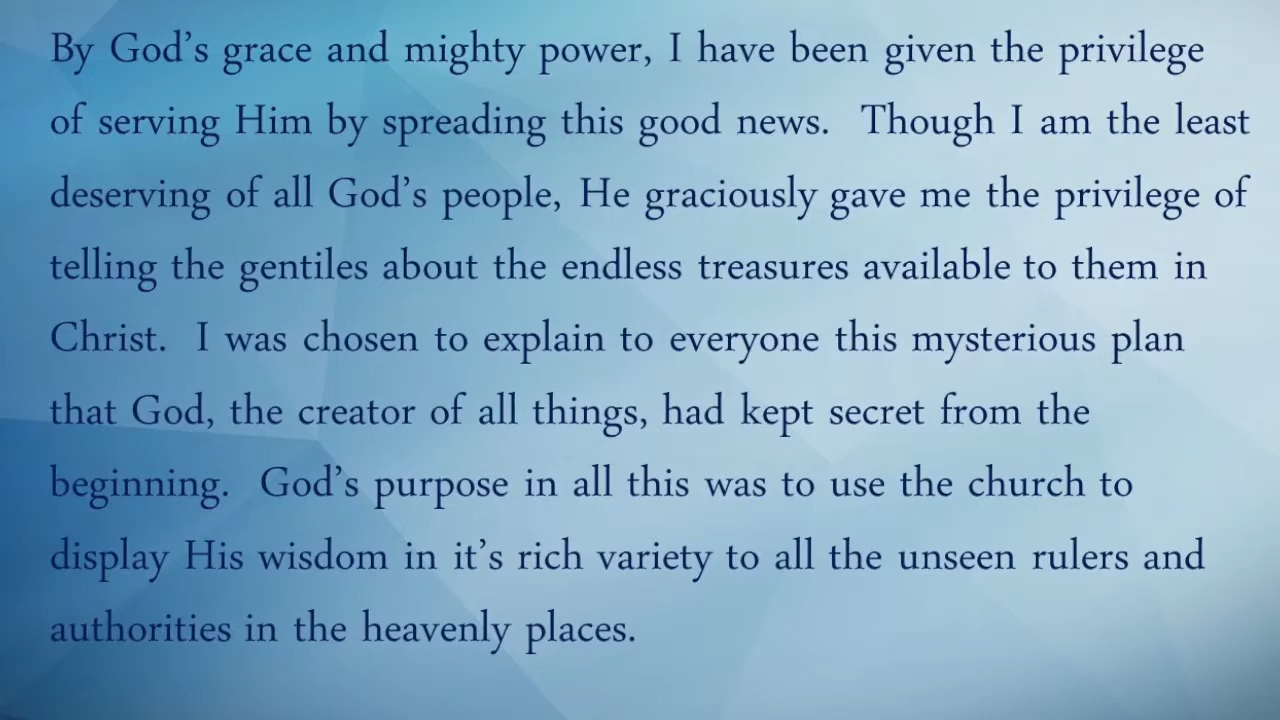 By God’s grace and mighty power, I have been given the privilege
of serving Him by spreading this good news.  Though I am the least
deserving of all God’s people, He graciously gave me the privilege of
telling the gentiles about the endless treasures available to them in
Christ.  I was chosen to explain to everyone this mysterious plan
that God, the creator of all things, had kept secret from the
beginning.  God’s purpose in all this was to use the church to
display His wisdom in it’s rich variety to all the unseen rulers and
authorities in the heavenly places.